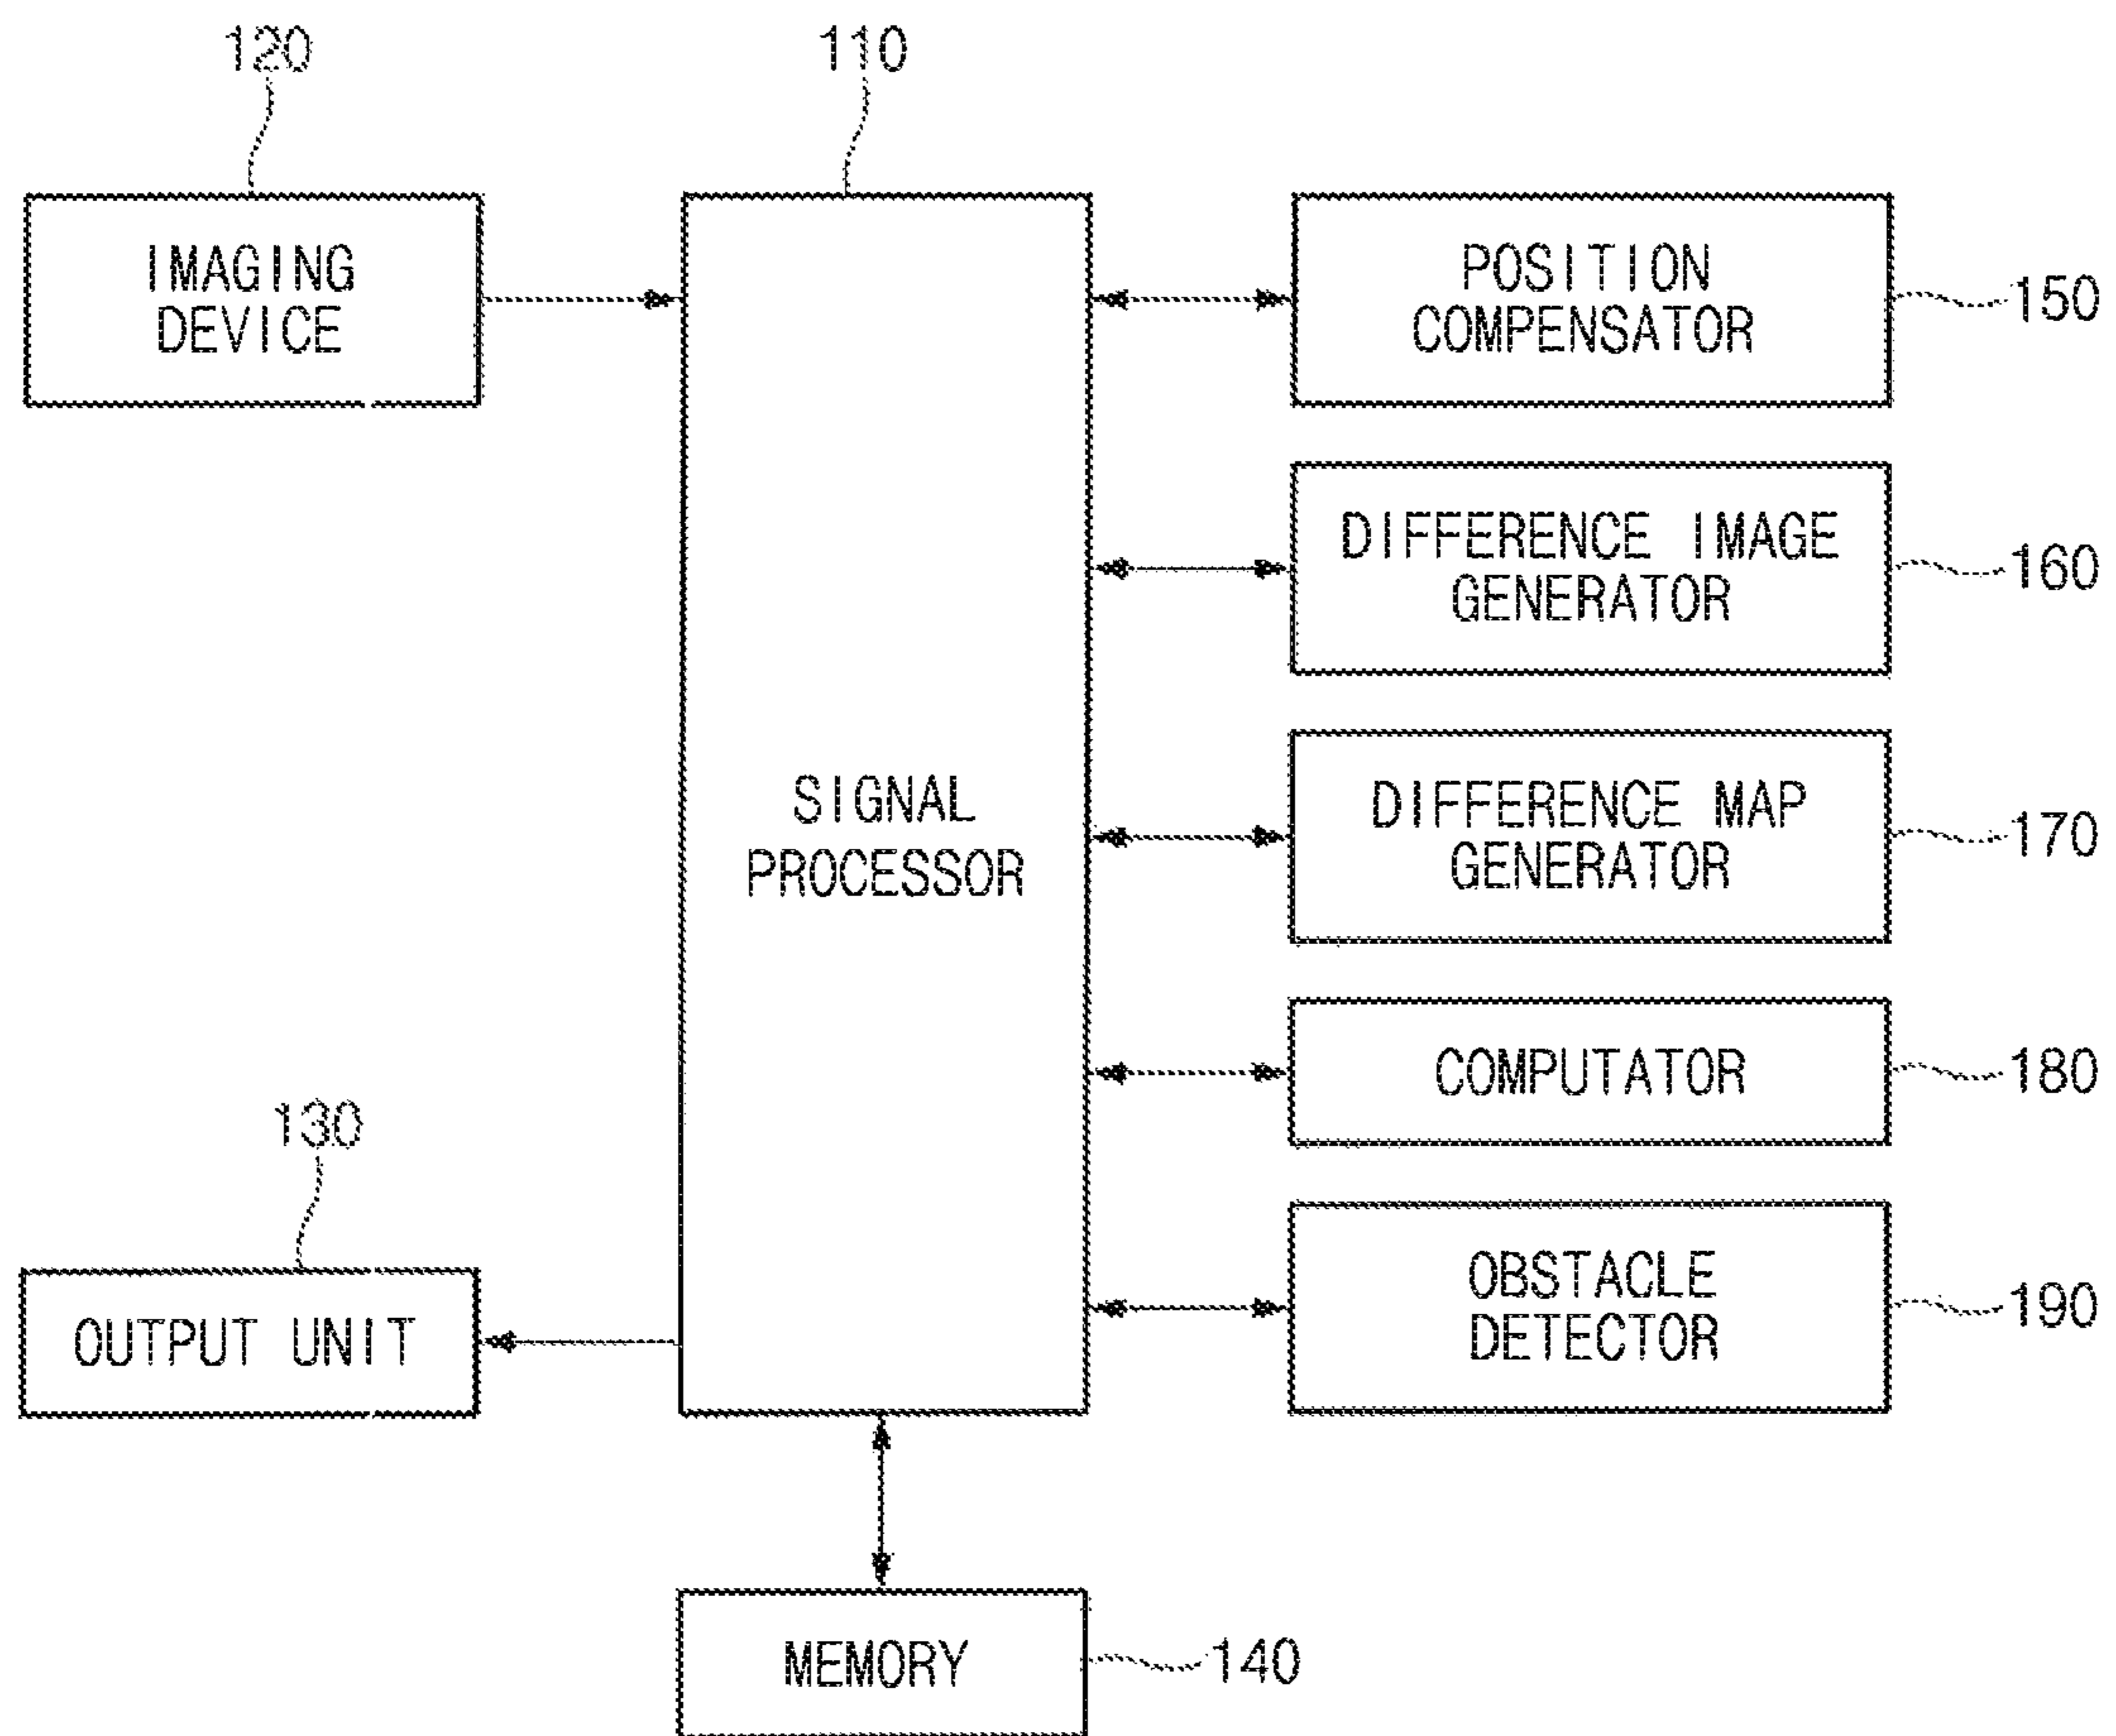 120
110
IMAGING
DEVICE
POSITION
COMPENSATOR
150
DIFFERENCE IMAGE
GENERATOR
160
SIGNAL
PROCESSOR
DIFFERENCE MAP
GENERATOR
170
COMPUTATOR
180
130
OUTPUT UNIT
OBSTACLE
DETECTOR
190
MEMORY
140